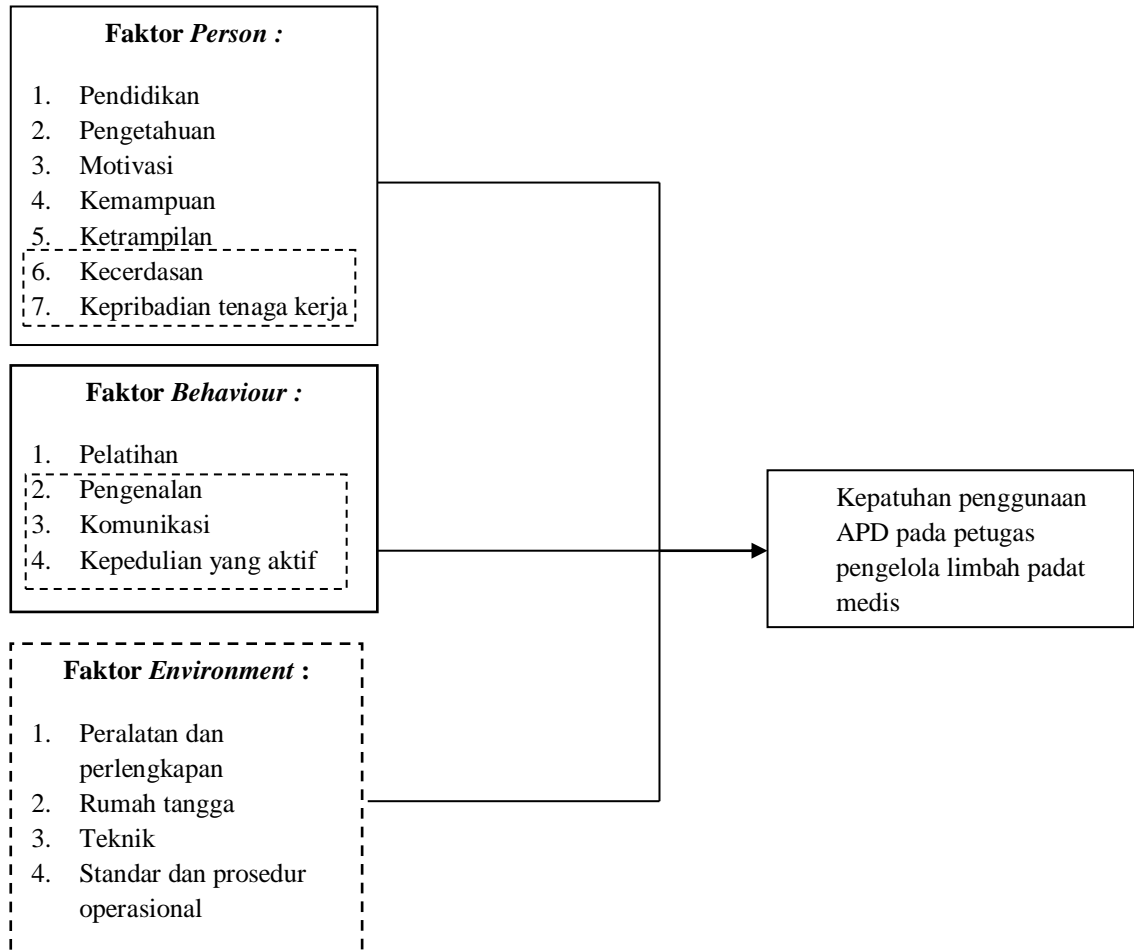 Faktor Person :
1. Pendidikan
2. Pengetahuan
3. Motivasi
4. Kemampuan
5. Ketrampilan
6. Kecerdasan
7. Kepribadian tenaga kerja
Faktor Behaviour :
1. Pelatihan
2. Pengenalan
3. Komunikasi
4. Kepedulian yang aktif
Faktor Environment :
1. Peralatan dan
perlengkapan
2. Rumah tangga
3. Teknik
4. Standar dan prosedur
operasional
Kepatuhan penggunaan
APD pada petugas
pengelola limbah padat
medis